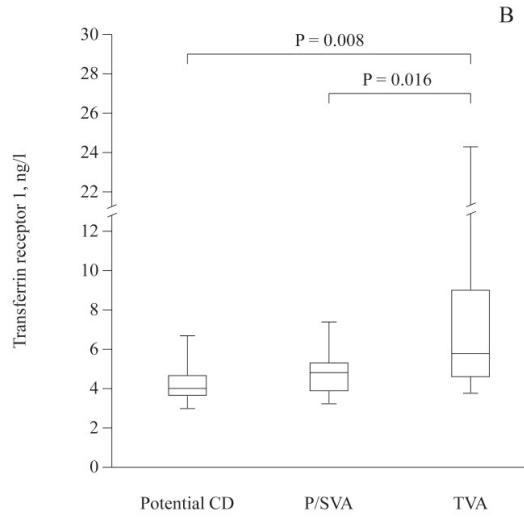 B
P = 0.008
P = 0.016
Transferrin receptor 1, ng/l
30
28
26
24
22
12
10
8
6
4
2
0
Potential CD P/SVA TVA